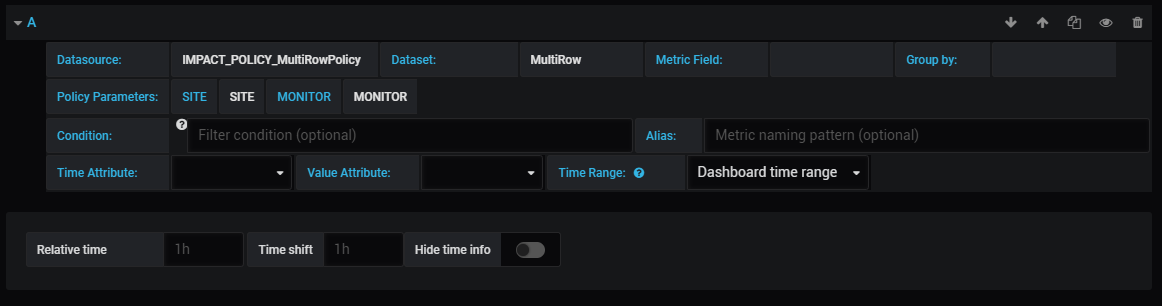 A
Datasource: IMPACT_POLICY_MultiRowPolicy Dataset: MultiRow Metric Field: Group by:
Policy Parameters: SITE SITE MONITOR MONITOR
Condition: ? Filter condition (optional) Alias: Metric naming pattern (optional)
Time Attribute: Value Attribute: Time Range: ? Dashboard time range
Relative time 1h Time shift 1h Hide time info